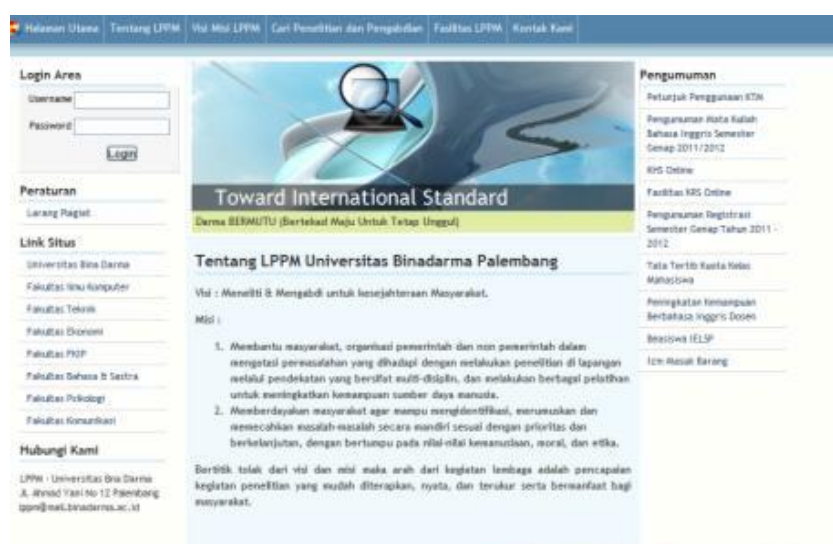 Halaman Utama Tentang LPPM Visi Misi LPPM Cari Penelitian dan Pengabdian Fasilitas LPPM Kontak Kami
Login Area
Username
Password
Login
Peraturan
Larang Plagiat
Link Situs
Universitas Bina Darma
Fakultas Ilmu Komputer
Fakultas Teknik
Fakultas Ekonomi
Fakultas FKIP
Fakultas Bahasa & Sastra
Fakultas Psikologi
Fakultas Komunikasi
Hubungi Kami
LPPM - Universitas Bina Darma
JL. Ahmad Yani No 12 Palembang
lppm@mail.binadarma.ac.id
Toward International Standard
Darma BERMUTU (Bertekad Maju Untuk Tetap Unggul)
Tentang LPPM Universitas Binadarma Palembang
Visi : Meneliti & Mengabdi untuk kesejahteraan Masyarakat.
Misi :
1. Membantu masyarakat, organisasi pemerintah dan non pemerintah dalam
mengatasi permasalahan yang dihadapi dengan melakukan penelitian di lapangan
melalui pendekatan yang bersifat multi-disiplin, dan melakukan berbagai pelatihan
untuk meningkatkan kemampuan sumber daya manusia.
2. Memberdayakan masyarakat agar mampu mengidentifikasi, merumuskan dan
memecahkan masalah-masalah secara mandiri sesuai dengan prioritas dan
berkelanjutan, dengan bertumpu pada nilai-nilai kemanusiaan, moral, dan etika.
Bertitik tolak dari visi dan misi maka arah dari kegiatan lembaga adalah pencapaian
kegiatan penelitian yang mudah diterapkan, nyata, dan terukur serta bermanfaat bagi
masyarakat.
Pengumuman
Petunjuk Penggunaan KTM
Pengumuman Mata Kuliah
Bahasa Inggris Semester
Genap 2011/2012
KHS Online
Fasilitas KRS Online
Pengumuman Registrasi
Semester Genap Tahun 2011 -
2012
Tata Tertib Kuota Kelas
Mahasiswa
Peningkatan Kemampuan
Berbahasa Inggris Dosen
Beasiswa IELSP
Izin Masuk Barang